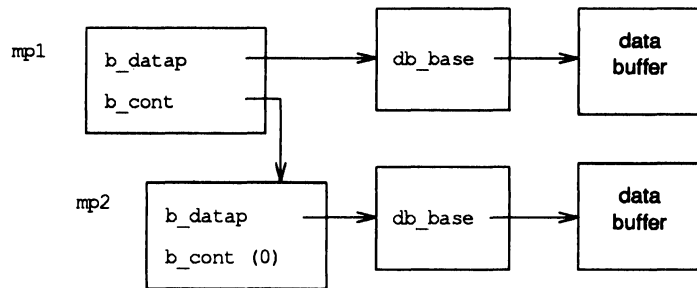 mp1
b_datap
b_cont
db_base
data
buffer
mp2
b_datap
b_cont (0)
db_base
data
buffer